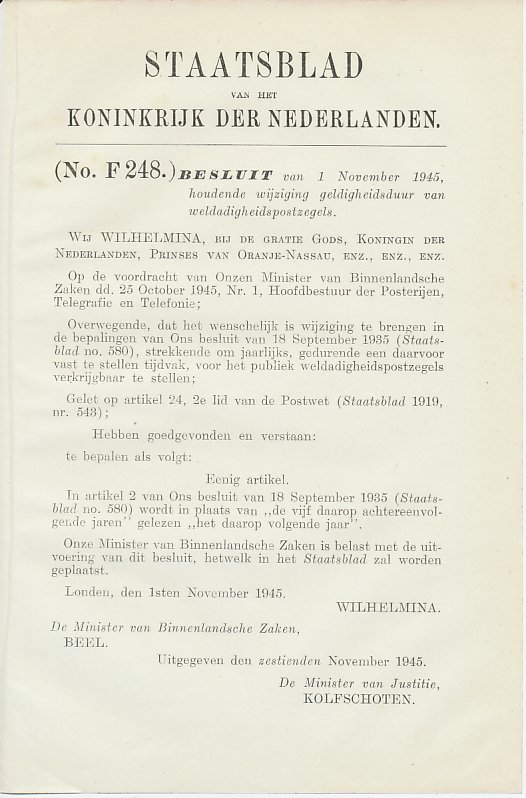 STAATSBLAD
VAN HET
KONINKRIJK DER NEDERLANDEN.
(No. F 248.) BESLUIT van 1 November 1945,
houdende wijziging geldigheidsduur van
weldadigheidspostzegels.
Wij WILHELMINA, bij de gratie Gods, Koningin der
Nederlanden, Prinses van Oranje-Nassau, enz., enz., enz.
Op de voordracht van Onzen Minister van Binnenlandsche
Zaken dd. 25 October 1945, Nr. 1, Hoofdbestuur der Posterijen,
Telegrafie en Telefonie;
Overwegende, dat het wenschelijk is wijziging te brengen in
de bepalingen van Ons besluit van 18 September 1935 (Staats-
blad no. 580), strekkende om jaarlijks, gedurende een daarvoor
vast te stellen tijdvak, voor het publiek weldadigheidspostzegels
verkrijgbaar te stellen;
Gelet op artikel 24, 2e lid van de Postwet (Staatsblad 1919,
nr. 543);
Hebben goedgevonden en verstaan:
te bepalen als volgt:
Eenig artikel.
In artikel 2 van Ons besluit van 18 September 1935 (Staats-
blad no. 580) wordt in plaats van ,,de vijf daarop achtereenvol-
gende jaren" gelezen ,,het daarop volgende jaar".
Onze Minister van Binnenlandsche Zaken is belast met de uit-
voering van dit besluit, hetwelk in het Staatsblad zal worden
geplaatst.
Londen, den 1sten November 1945.
WILHELMINA.
De Minister van Binnenlandsche Zaken,
BEEL.
Uitgegeven den zestienden November 1945.
De Minister van Justitie,
KOLFSCHOTEN.